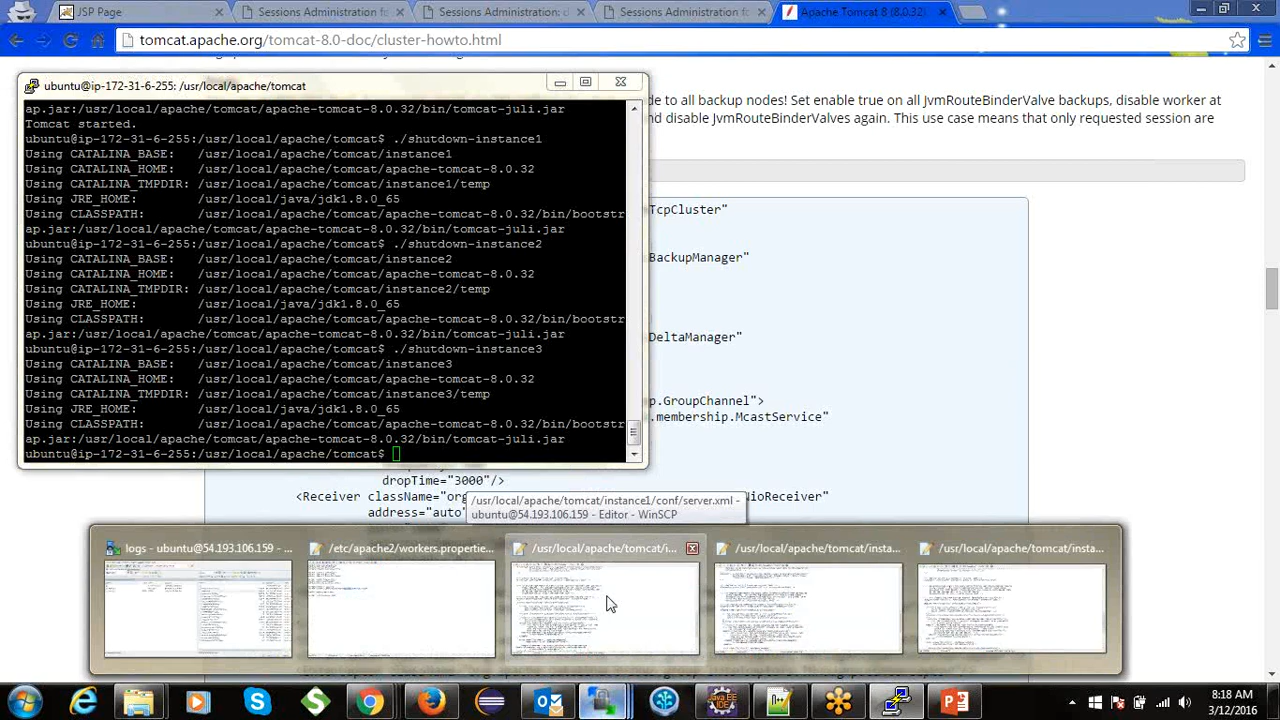 JSP Page
Sessions Administration for
Sessions Administration: De
Sessions Administration for
Apache Tomcat 8 (8.0.32)
tomcat.apache.org/tomcat-8.0-doc/cluster-howto.html
ubuntu@ip-172-31-6-255: /usr/local/apache/tomcat
de to all backup nodes! Set enable true on all JvmRouteBinderValve backups, disable worker at
nd disable JvmRouteBinderValves again. This use case means that only requested session are
ap.jar:/usr/local/apache/tomcat/apache-tomcat-8.0.32/bin/tomcat-juli.jar
Tomcat started.
ubuntu@ip-172-31-6-255:/usr/local/apache/tomcat$ ./shutdown-instance1
Using CATALINA_BASE:   /usr/local/apache/tomcat/instance1
Using CATALINA_HOME:   /usr/local/apache/tomcat/apache-tomcat-8.0.32
Using CATALINA_TMPDIR: /usr/local/apache/tomcat/instance1/temp
Using JRE_HOME:        /usr/local/java/jdk1.8.0_65
Using CLASSPATH:       /usr/local/apache/tomcat/apache-tomcat-8.0.32/bin/bootstr
ap.jar:/usr/local/apache/tomcat/apache-tomcat-8.0.32/bin/tomcat-juli.jar
ubuntu@ip-172-31-6-255:/usr/local/apache/tomcat$ ./shutdown-instance2
Using CATALINA_BASE:   /usr/local/apache/tomcat/instance2
Using CATALINA_HOME:   /usr/local/apache/tomcat/apache-tomcat-8.0.32
Using CATALINA_TMPDIR: /usr/local/apache/tomcat/instance2/temp
Using JRE_HOME:        /usr/local/java/jdk1.8.0_65
Using CLASSPATH:       /usr/local/apache/tomcat/apache-tomcat-8.0.32/bin/bootstr
ap.jar:/usr/local/apache/tomcat/apache-tomcat-8.0.32/bin/tomcat-juli.jar
ubuntu@ip-172-31-6-255:/usr/local/apache/tomcat$ ./shutdown-instance3
Using CATALINA_BASE:   /usr/local/apache/tomcat/instance3
Using CATALINA_HOME:   /usr/local/apache/tomcat/apache-tomcat-8.0.32
Using CATALINA_TMPDIR: /usr/local/apache/tomcat/instance3/temp
Using JRE_HOME:        /usr/local/java/jdk1.8.0_65
Using CLASSPATH:       /usr/local/apache/tomcat/apache-tomcat-8.0.32/bin/bootstr
ap.jar:/usr/local/apache/tomcat/apache-tomcat-8.0.32/bin/tomcat-juli.jar
ubuntu@ip-172-31-6-255:/usr/local/apache/tomcat$
TcpCluster"
BackupManager"
DeltaManager"
p.GroupChannel">
.membership.McastService"
dropTime="3000"/>
<Receiver className="org
ioReceiver"
address="auto"
/usr/local/apache/tomcat/instance1/conf/server.xml -
ubuntu@54.193.106.159 - Editor - WinSCP
logs - ubuntu@54.193.106.159 - ...
/etc/apache2/workers.propertie...
/usr/local/apache/tomcat/i...
/usr/local/apache/tomcat/insta...
/usr/local/apache/tomcat/insta...
8:18 AM
3/12/2016